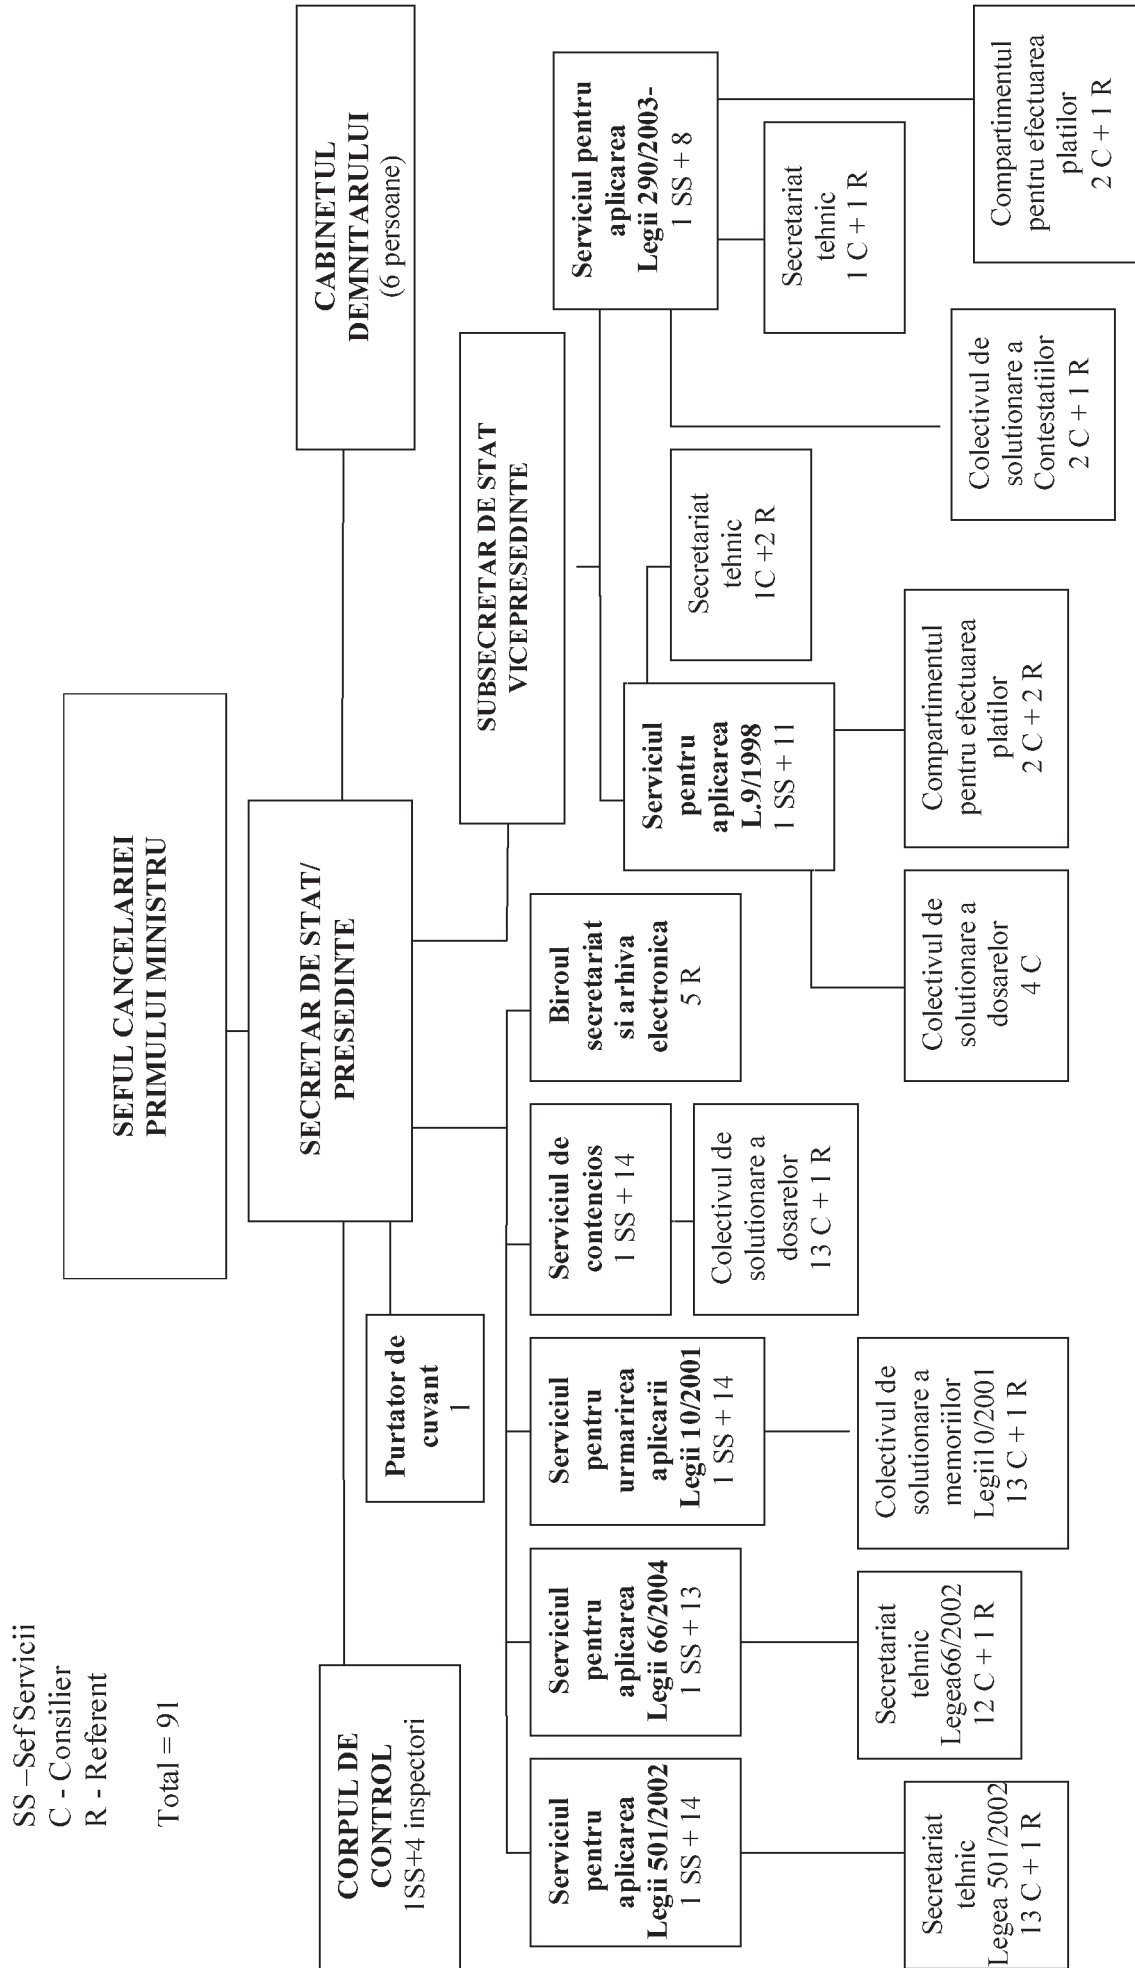 SS –Sef Servicii
C - Consilier
R - Referent
Total = 91
SEFUL CANCELARIEI
PRIMULUI MINISTRU
SECRETAR DE STAT/
PRESEDINTE
CORPUL DE
CONTROL
1SS+4 inspectori
CABINETUL
DEMNITARULUI
(6 persoane)
Purtator de
cuvant
1
SUBSECRETAR DE STAT
VICEPRESEDINTE
Serviciul
pentru
aplicarea
Legii 501/2002
1 SS + 14
Serviciul
pentru
aplicarea
Legii 66/2004
1 SS + 13
Serviciul
pentru
urmarirea
aplicarii
Legii 10/2001
1 SS + 14
Serviciul de
contencios
1 SS + 14
Biroul
secretariat
si arhiva
electronica
5 R
Serviciul
pentru
aplicarea
L.9/1998
1 SS + 11
Serviciul pentru
aplicarea
Legii 290/2003-
1 SS + 8
Secretariat
tehnic
1C +2 R
Secretariat
tehnic
1 C + 1 R
Colectivul de
solutionare a
dosarelor
13 C + 1 R
Secretariat
tehnic
Legea 501/2002
13 C + 1 R
Secretariat
tehnic
Legea66/2002
12 C + 1 R
Colectivul de
solutionare a
memoriilor
Legii10/2001
13 C + 1 R
Colectivul de
solutionare a
dosarelor
4 C
Compartimentul
pentru efectuarea
platilor
2 C + 2 R
Colectivul de
solutionare a
Contestatiilor
2 C + 1 R
Compartimentul
pentru efectuarea
platilor
2 C + 1 R